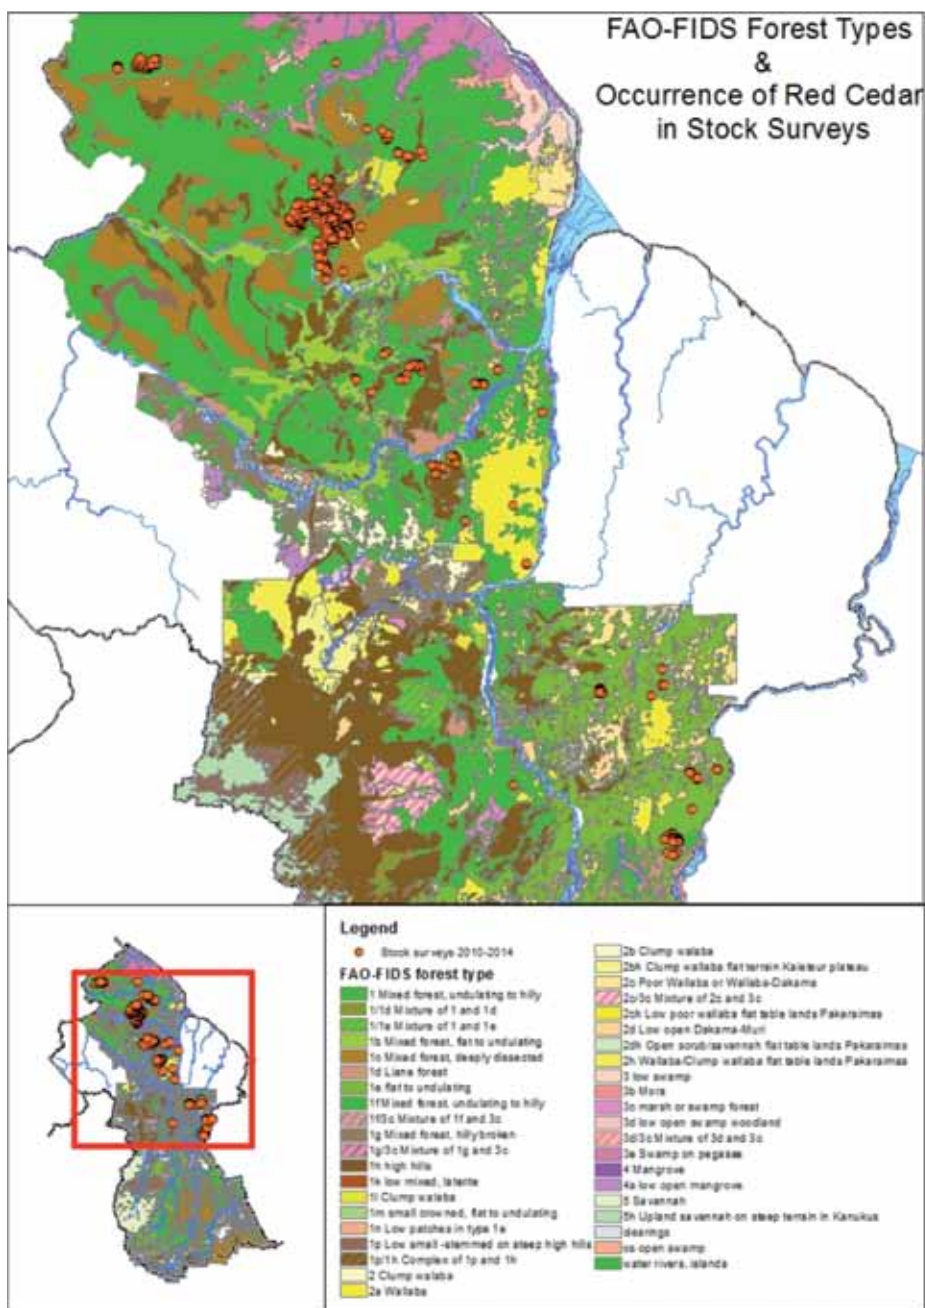 FAO-FIDS Forest Types
&
Occurrence of Red Cedar
in Stock Surveys
Legend
Stock surveys 2010-2014
FAO-FIDS forest type
1 Mixed forest, undulating to hilly
1/1d Mixture of 1 and 1d
1/1e Mixture of 1 and 1e
1b Mixed forest, flat to undulating
1c Mixed forest, deeply dissected
1d Liane forest
1e flat to undulating
1f Mixed forest, undulating to hilly
1f/3c Mixture of 1f and 3c
1g Mixed forest, hilly broken
1g/3c Mixture of 1g and 3c
1h high hills
1k low mixed, laterite
1l Clump walaba
1m small crowned, flat to undulating
1n Low patches in type 1e
1p Low small -stemmed on steep high hills
1p/1h Complex of 1p and 1h
2 Clump walaba
2a Wallaba
2b Clump walaba
2bh Clump wallaba flat terrain Kaieteur plateau
2c Poor Wallaba or Wallaba-Dakama
2c/3c Mixture of 2c and 3c
2ch Low poor wallaba flat table lands Pakaraimas
2d Low open Dakama-Muri
2dh Open scrub/savannah flat table lands Pakaraimas
2h Wallaba/Clump wallaba flat table lands Pakaraimas
3 low swamp
3b Mora
3c marsh or swamp forest
3d low open swamp woodland
3d/3c Mixture of 3d and 3c
3e Swamp on pegasse
4 Mangrove
4a low open mangrove
5 Savannah
5h Upland savannah on steep terrain in Kanukus
clearings
os open swamp
water rivers, islands